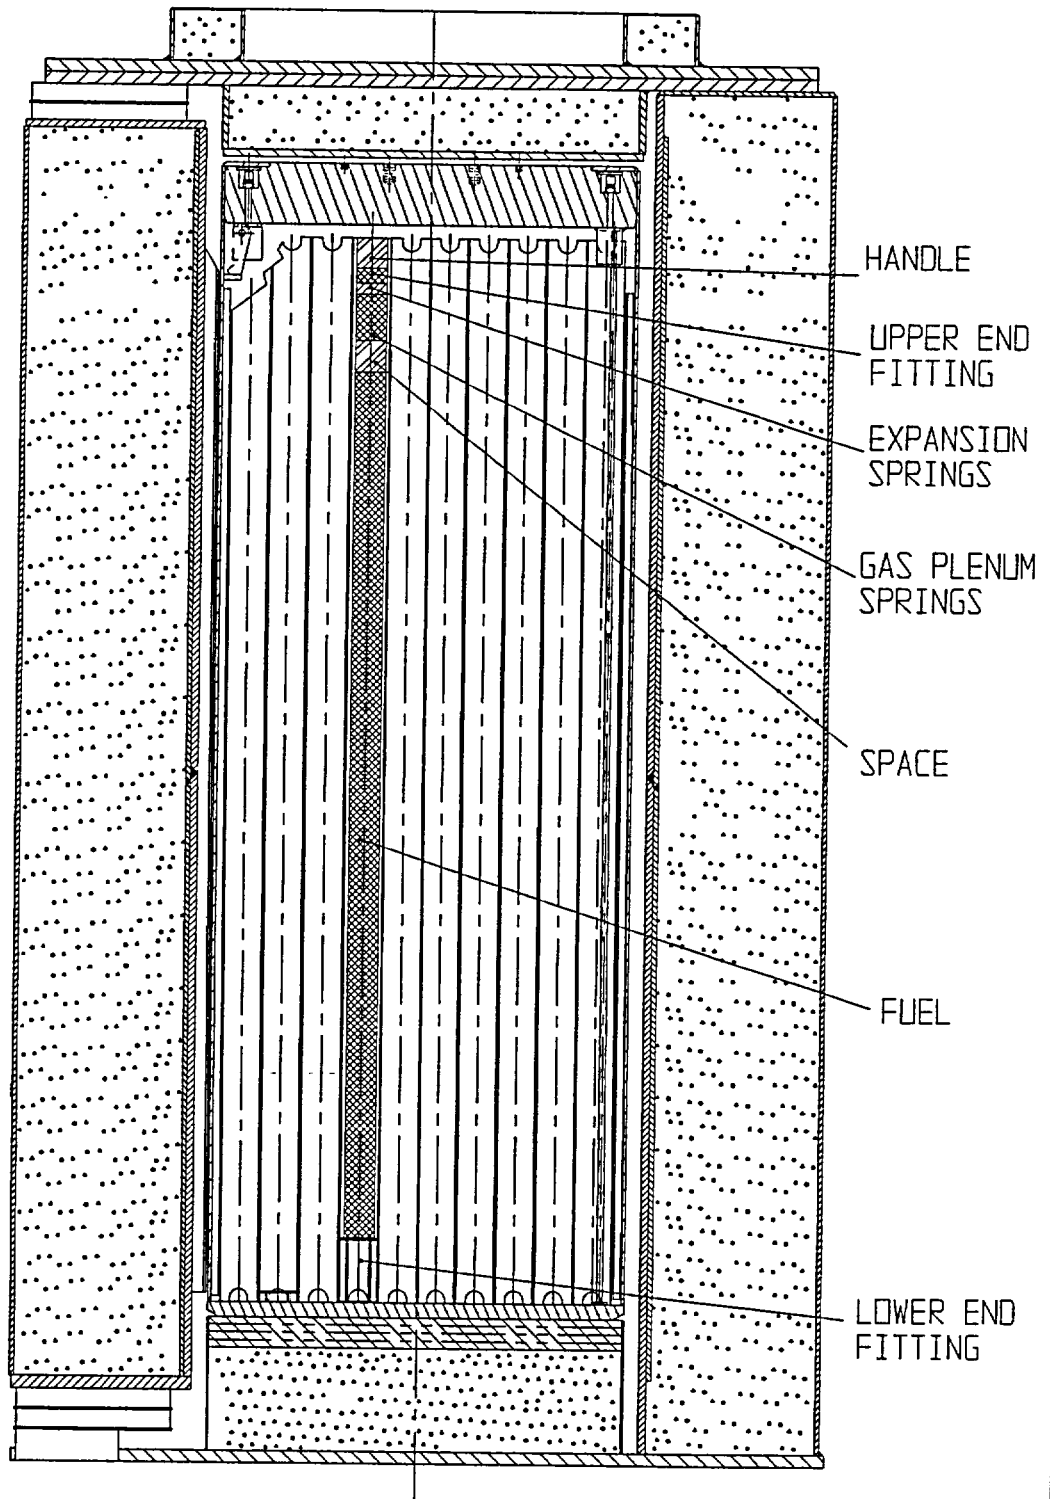 HANDLE
UPPER END
FITTING
EXPANSION
SPRINGS
GAS PLENUM
SPRINGS
SPACE
FUEL
LOWER END
FITTING